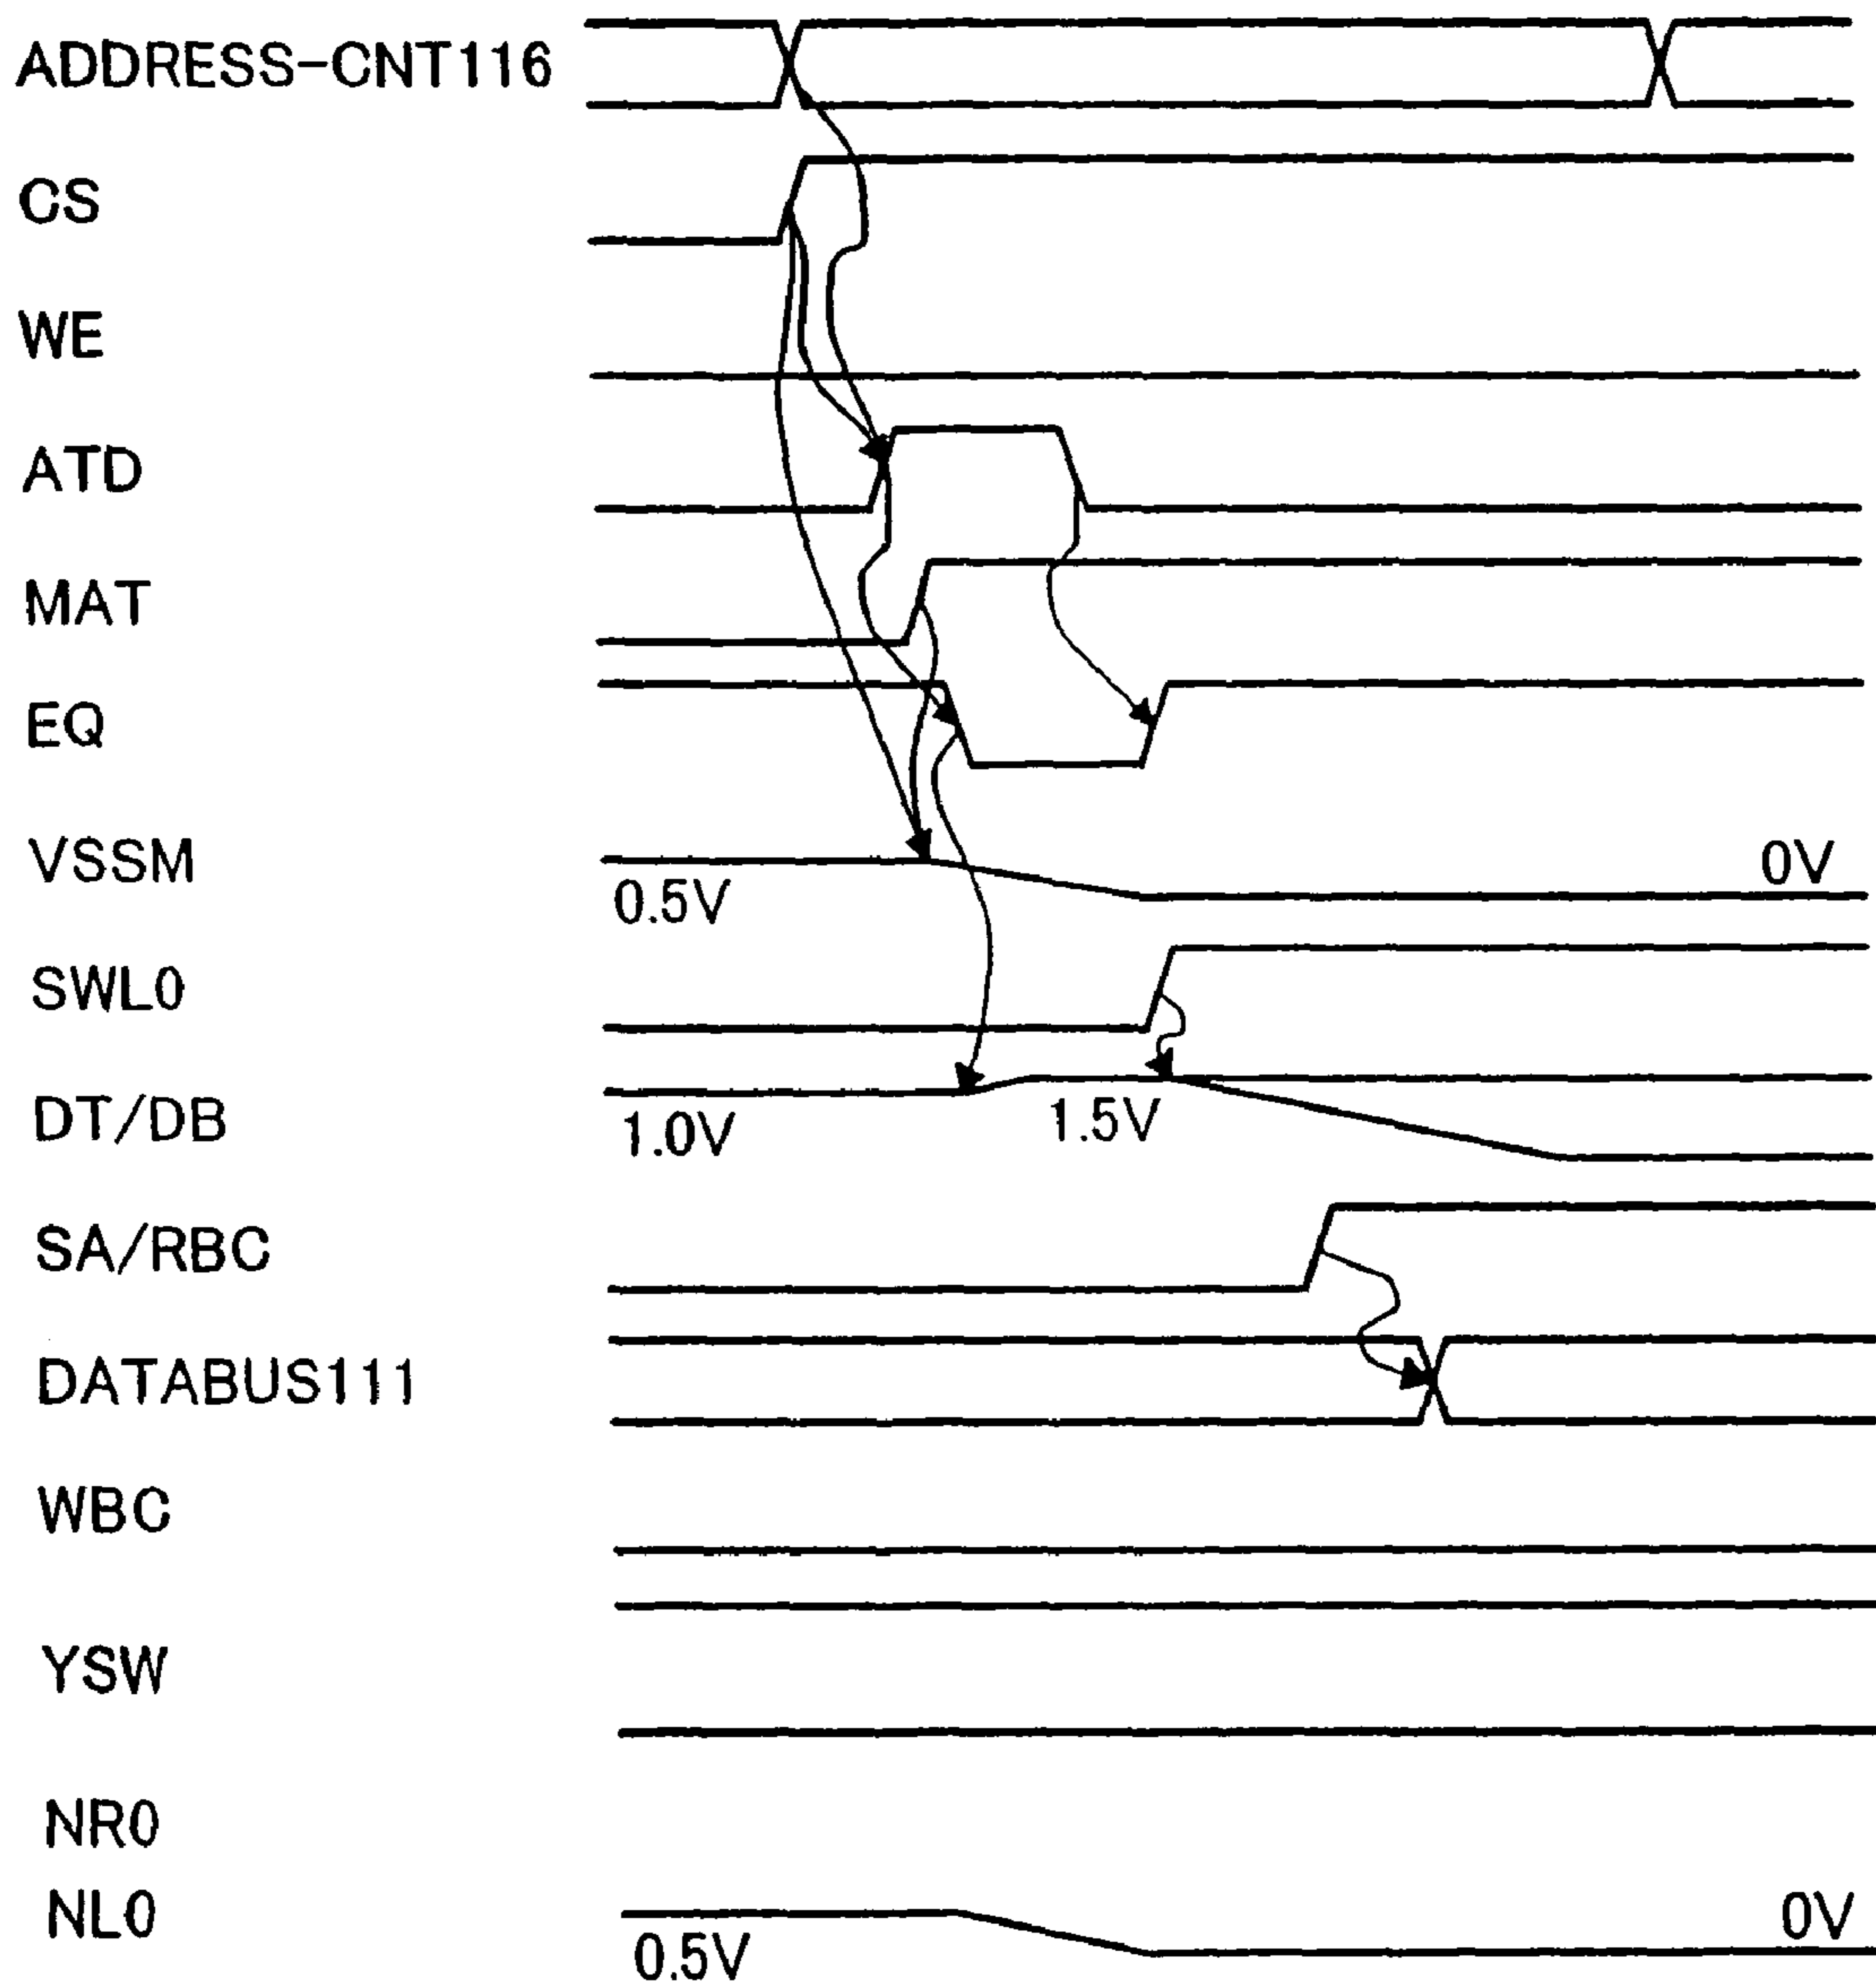 ADDRESS-CNT116
CS
WE
ATD
MAT
EQ
VSSM
0.5V
0V
SWL0
DT/DB
1.0V
1.5V
SA/RBC
DATABUS111
WBC
YSW
NR0
NL0
0.5V
0V